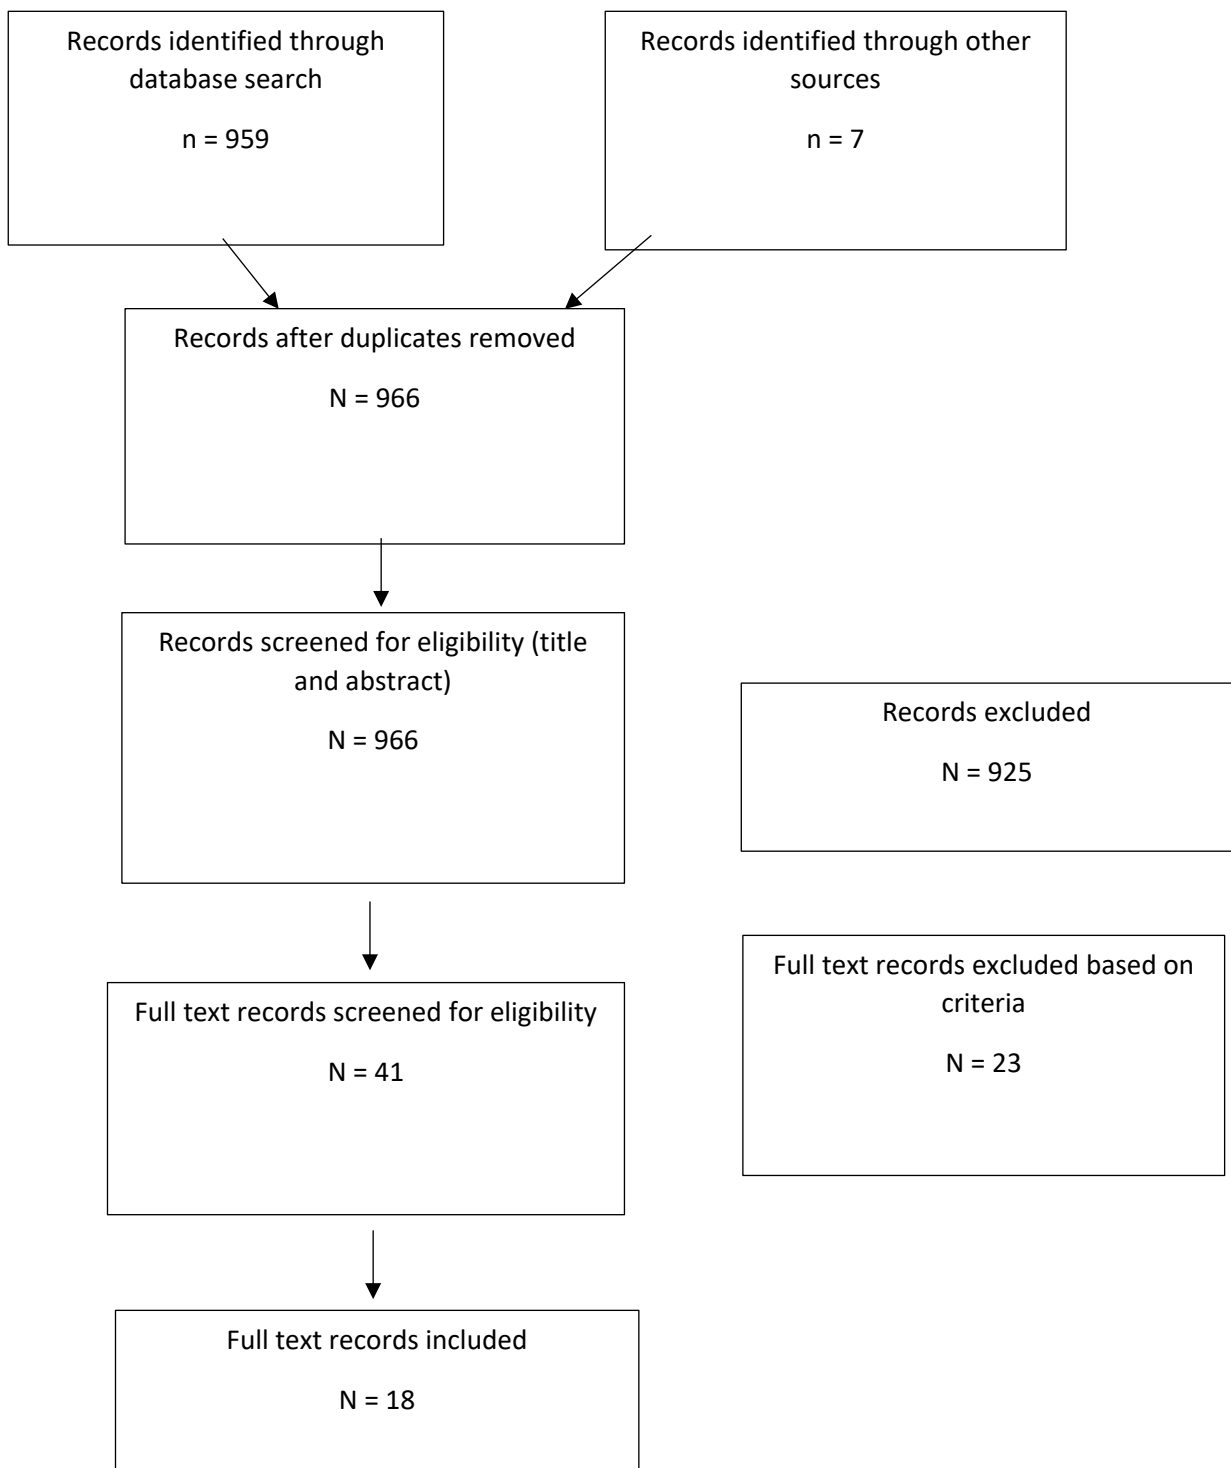 Records identified through
database search
n = 959
Records identified through other
sources
n = 7
Records after duplicates removed
N = 966
Records screened for eligibility (title
and abstract)
N = 966
Records excluded
N = 925
Full text records screened for eligibility
N = 41
Full text records excluded based on
criteria
N = 23
Full text records included
N = 18